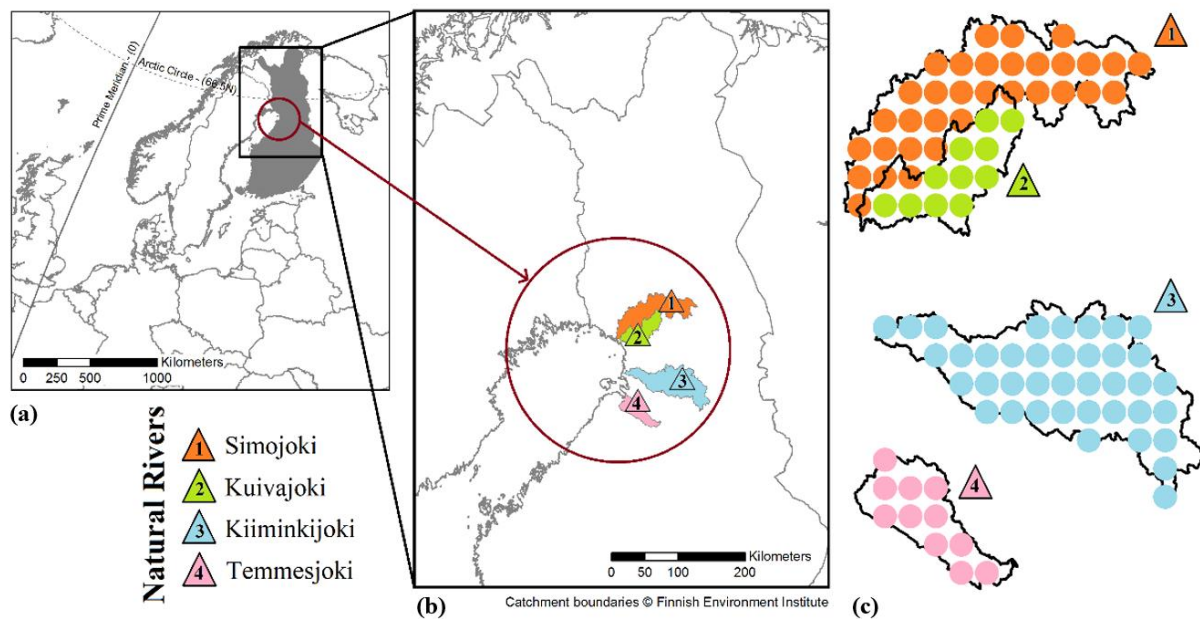 Prime Meridian - (0)
Arctic Circle - (66.5N)
Kilometers
0 250 500 1000
(a)
Natural Rivers
1 Simojoki
2 Kuivajoki
3 Kiiminkijoki
4 Temmesjoki
1
2
3
4
Kilometers
0 50 100 200
(b)
Catchment boundaries © Finnish Environment Institute
1
2
3
4
(c)